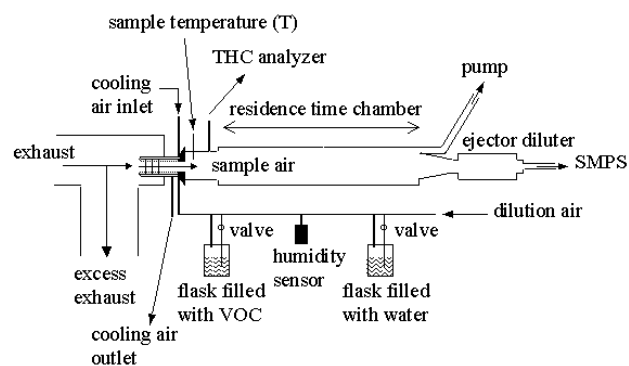 sample temperature (T)
THC analyzer
cooling
air inlet
pump
residence time chamber
ejector diluter
exhaust
sample air
SMPS
dilution air
valve
valve
excess
exhaust
humidity
sensor
flask filled
with VOC
flask filled
with water
cooling air
outlet